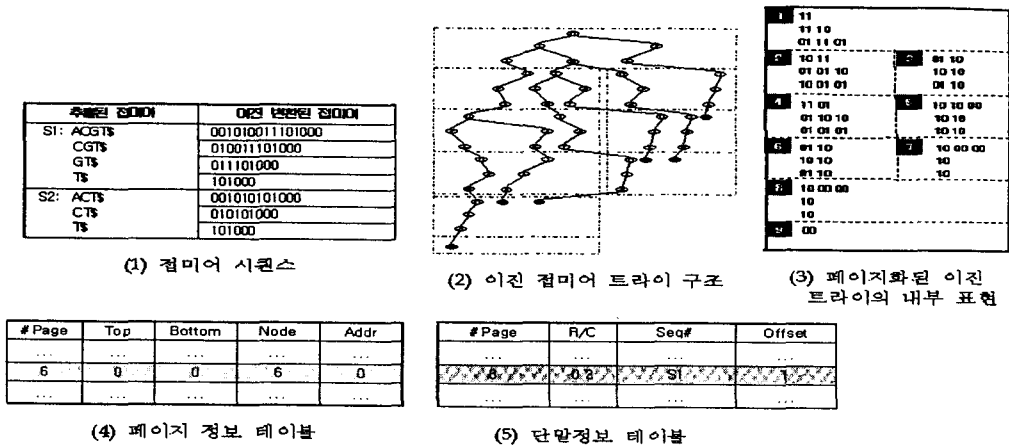 추출된 접미어 이진 변환된 접미어
S1: ACGT$ 001010011101000
CGT$ 010011101000
GT$ 011101000
T$ 101000
S2: ACT$ 001010101000
CT$ 010101000
T$ 101000
(1) 접미어 시퀀스
(2) 이진 접미어 트라이 구조
1 11
11 10
01 11 01
2 10 11
01 01 10
10 01 01
01 10
10 10
01 10
4 11 01
01 10 10
01 01 01
10 10 00
10 10
10 10
6 01 10
10 10
01 10
7 10 00 00
10
10
8 10 00 00
10
10
9 00
(3) 페이지화된 이진
트라이의 내부 표현
# Page Top Bottom Node Addr
... ... ... ... ...
6 0 0 6 0
... ... ... ... ...
(4) 페이지 정보 테이블
# Page R/C Seq# Offset
... ... ... ...
S1 1
... ... ... ...
(5) 단말정보 테이블